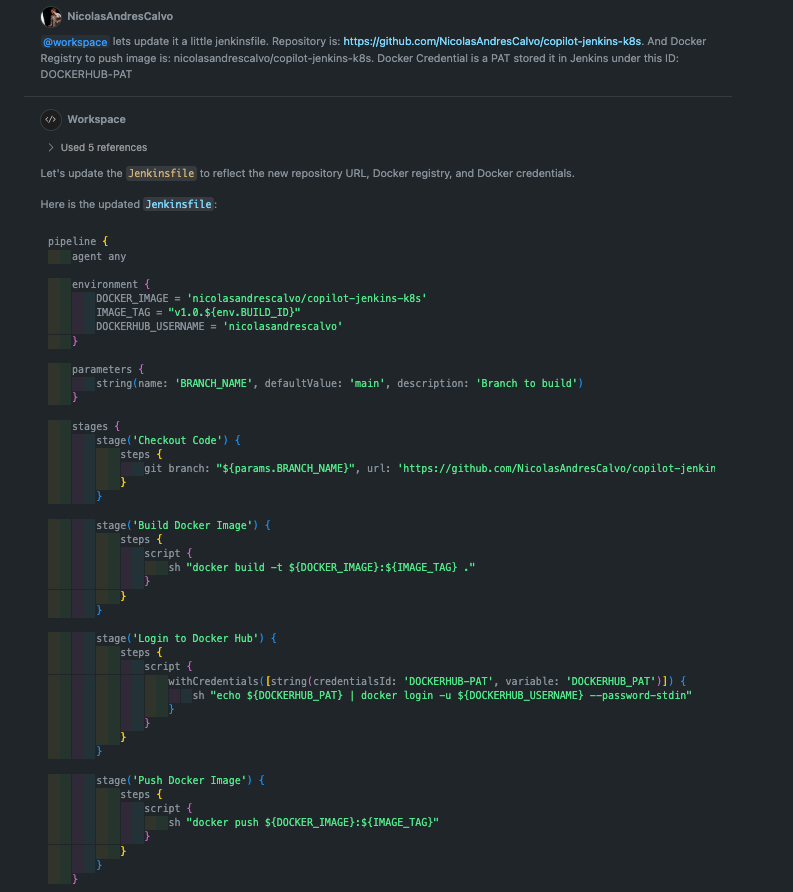 NicolasAndresCalvo
@workspace lets update it a little jenkinsfile. Repository is: https://github.com/NicolasAndresCalvo/copilot-jenkins-k8s. And Docker
Registry to push image is: nicolasandrescalvo/copilot-jenkins-k8s. Docker Credential is a PAT stored it in Jenkins under this ID:
DOCKERHUB-PAT
Workspace
Used 5 references
Let's update the Jenkinsfile to reflect the new repository URL, Docker registry, and Docker credentials.
Here is the updated Jenkinsfile:
pipeline {
    agent any
    environment {
        DOCKER_IMAGE = 'nicolasandrescalvo/copilot-jenkins-k8s'
        IMAGE_TAG = "v1.0.${env.BUILD_ID}"
        DOCKERHUB_USERNAME = 'nicolasandrescalvo'
    }
    parameters {
        string(name: 'BRANCH_NAME', defaultValue: 'main', description: 'Branch to build')
    }
    stages {
        stage('Checkout Code') {
            steps {
                git branch: "${params.BRANCH_NAME}", url: 'https://github.com/NicolasAndresCalvo/copilot-jenkin
            }
        }
        stage('Build Docker Image') {
            steps {
                script {
                    sh "docker build -t ${DOCKER_IMAGE}:${IMAGE_TAG} ."
                }
            }
        }
        stage('Login to Docker Hub') {
            steps {
                script {
                    withCredentials([string(credentialsId: 'DOCKERHUB-PAT', variable: 'DOCKERHUB_PAT')]) {
                        sh "echo ${DOCKERHUB_PAT} | docker login -u ${DOCKERHUB_USERNAME} --password-stdin"
                    }
                }
            }
        }
        stage('Push Docker Image') {
            steps {
                script {
                    sh "docker push ${DOCKER_IMAGE}:${IMAGE_TAG}"
                }
            }
        }
    }